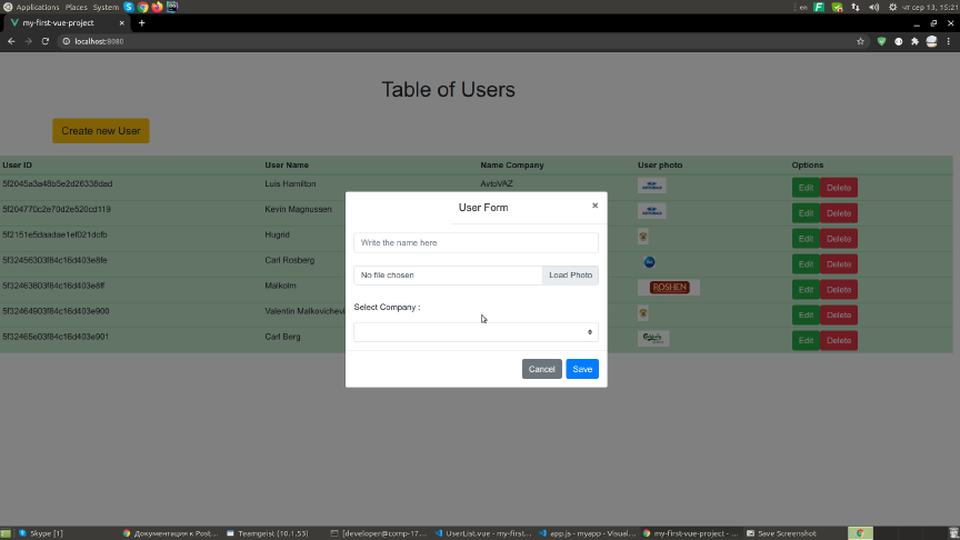 Applications Places System en чт сер 13, 15:21
my-first-vue-project
localhost:8080
Table of Users
Create new User
User ID User Name Name Company User photo Options
5f2045a3a48b5e2d26338dad Luis Hamilton AvtoVAZ Edit Delete
5f204770c2e70d2e520cd119 Kevin Magnussen Edit Delete
5f2151e5daadae1ef021dcfb Hugrid Edit Delete
5f32456303f84c16d403e8fe Carl Rosberg Edit Delete
5f32463803f84c16d403e8ff Malkolm ROSHEN Edit Delete
5f32464903f84c16d403e900 Valentin Malkovichevi Edit Delete
5f32465e03f84c16d403e901 Carl Berg Carlsberg Edit Delete
User Form ×
Write the name here
No file chosen Load Photo
Select Company :
Cancel Save
Skype [1] Документация к Post... Teamgeist (10.1.53) [developer@comp-17... UserList.vue - my-first... app.js - myapp - Visual... my-first-vue-project - ... Save Screenshot